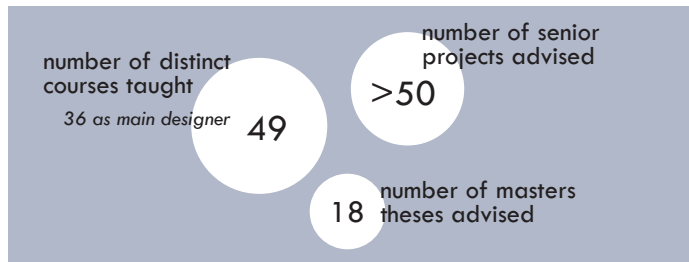 number of distinct
courses taught
36 as main designer
49
number of senior
projects advised
>50
number of masters
theses advised
18